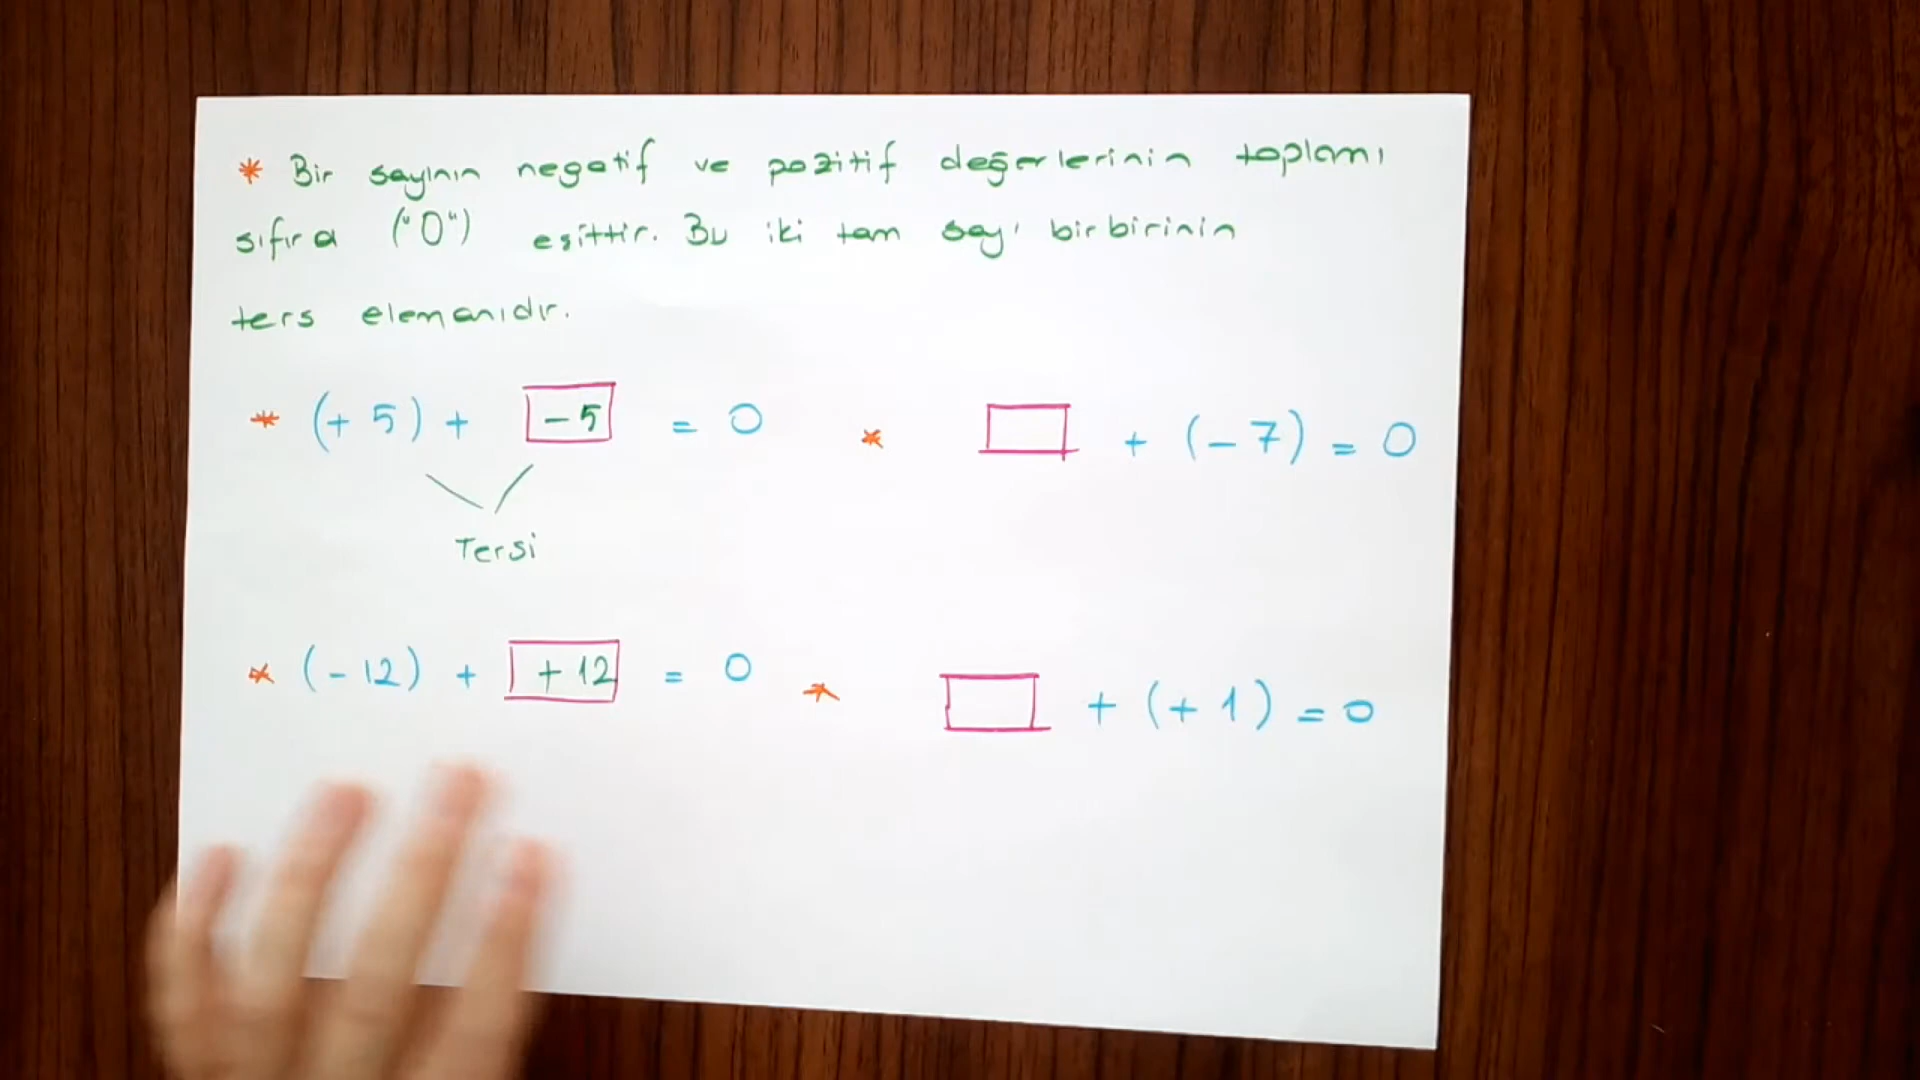 * Bir sayının negatif ve pozitif değerlerinin toplamı
sıfıra ("0") eşittir. Bu iki tam sayı birbirinin
ters elemanıdır.
* (+ 5) + -5 = 0
* □ + (- 7) = 0
Tersi
* (- 12) + +12 = 0
* □ + (+ 1) = 0